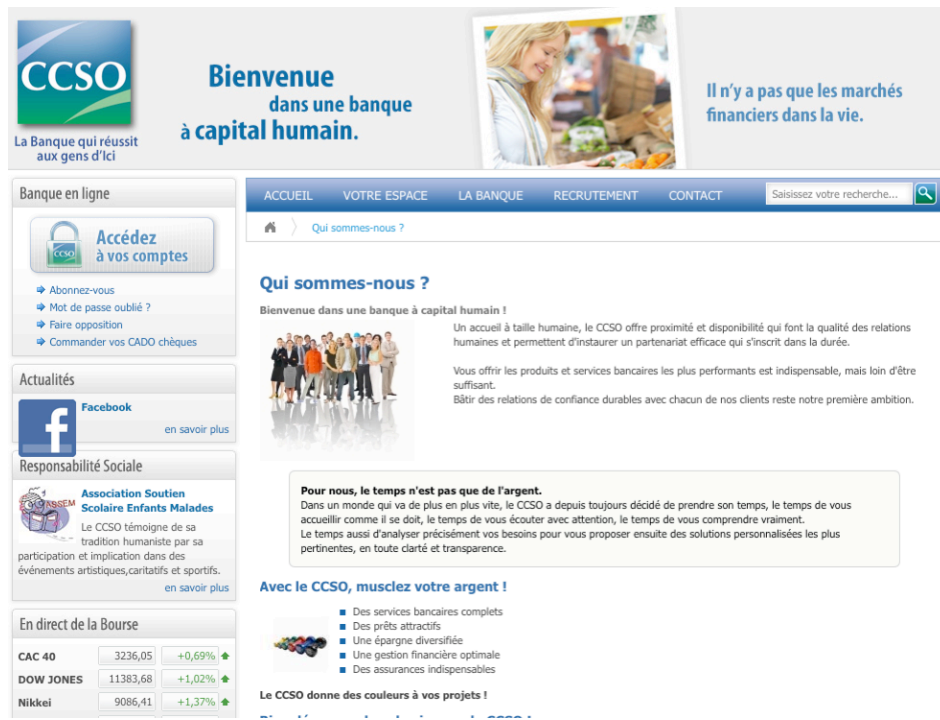 CCSO
La Banque qui réussit
aux gens d'Ici
Bienvenue
dans une banque
à capital humain.
Il n'y a pas que les marchés
financiers dans la vie.
Banque en ligne
Accédez
à vos comptes
ccso
Abonnez-vous
Mot de passe oublié ?
Faire opposition
Commander vos CADO chèques
Actualités
Facebook
en savoir plus
Responsabilité Sociale
Association Soutien
Scolaire Enfants Malades
Le CCSO témoigne de sa
tradition humaniste par sa
participation et implication dans des
événements artistiques,caritatifs et sportifs.
en savoir plus
En direct de la Bourse
CAC 40 3236,05 +0,69%
DOW JONES 11383,68 +1,02%
Nikkei 9086,41 +1,37%
ACCUEIL VOTRE ESPACE LA BANQUE RECRUTEMENT CONTACT Saisissez votre recherche...
Qui sommes-nous ?
Qui sommes-nous ?
Bienvenue dans une banque à capital humain !
Un accueil à taille humaine, le CCSO offre proximité et disponibilité qui font la qualité des relations
humaines et permettent d'instaurer un partenariat efficace qui s'inscrit dans la durée.
Vous offrir les produits et services bancaires les plus performants est indispensable, mais loin d'être
suffisant.
Bâtir des relations de confiance durables avec chacun de nos clients reste notre première ambition.
Pour nous, le temps n'est pas que de l'argent.
Dans un monde qui va de plus en plus vite, le CCSO a depuis toujours décidé de prendre son temps, le temps de vous
accueillir comme il se doit, le temps de vous écouter avec attention, le temps de vous comprendre vraiment.
Le temps aussi d'analyser précisément vos besoins pour vous proposer ensuite des solutions personnalisées les plus
pertinentes, en toute clarté et transparence.
Avec le CCSO, musclez votre argent !
Des services bancaires complets
Des prêts attractifs
Une épargne diversifiée
Une gestion financière optimale
Des assurances indispensables
Le CCSO donne des couleurs à vos projets !